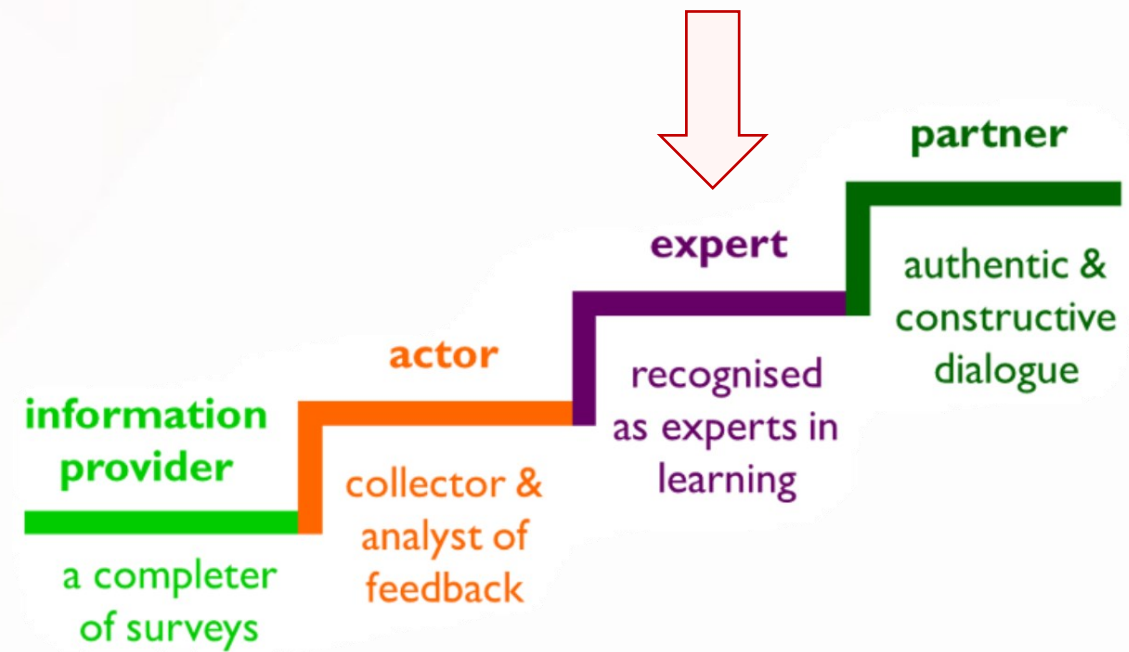 information
provider
a completer
of surveys
actor
collector &
analyst of
feedback
expert
recognised
as experts in
learning
partner
authentic &
constructive
dialogue